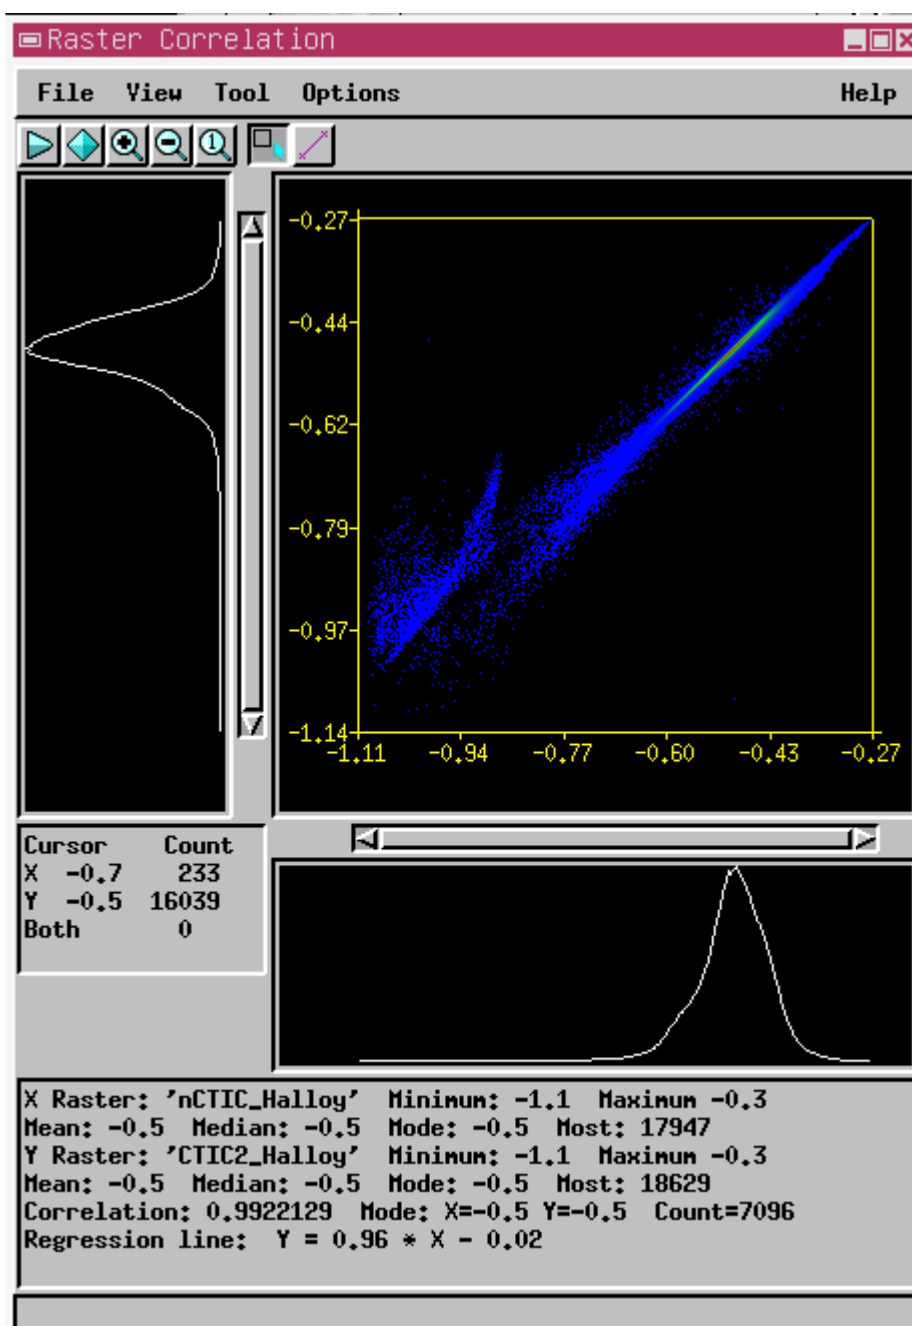 Raster Correlation
File View Tool Options Help
1
-0.27
-0.44
-0.62
-0.79
-0.97
-1.14
-1.11 -0.94 -0.77 -0.60 -0.43 -0.27
Cursor Count
X -0.7 233
Y -0.5 16039
Both 0
X Raster: 'nCTIC_Halloy' Minimum: -1.1 Maximum -0.3
Mean: -0.5 Median: -0.5 Mode: -0.5 Most: 17947
Y Raster: 'CTIC2_Halloy' Minimum: -1.1 Maximum -0.3
Mean: -0.5 Median: -0.5 Mode: -0.5 Most: 18629
Correlation: 0.9922129 Mode: X=-0.5 Y=-0.5 Count=7096
Regression line: Y = 0.96 * X - 0.02